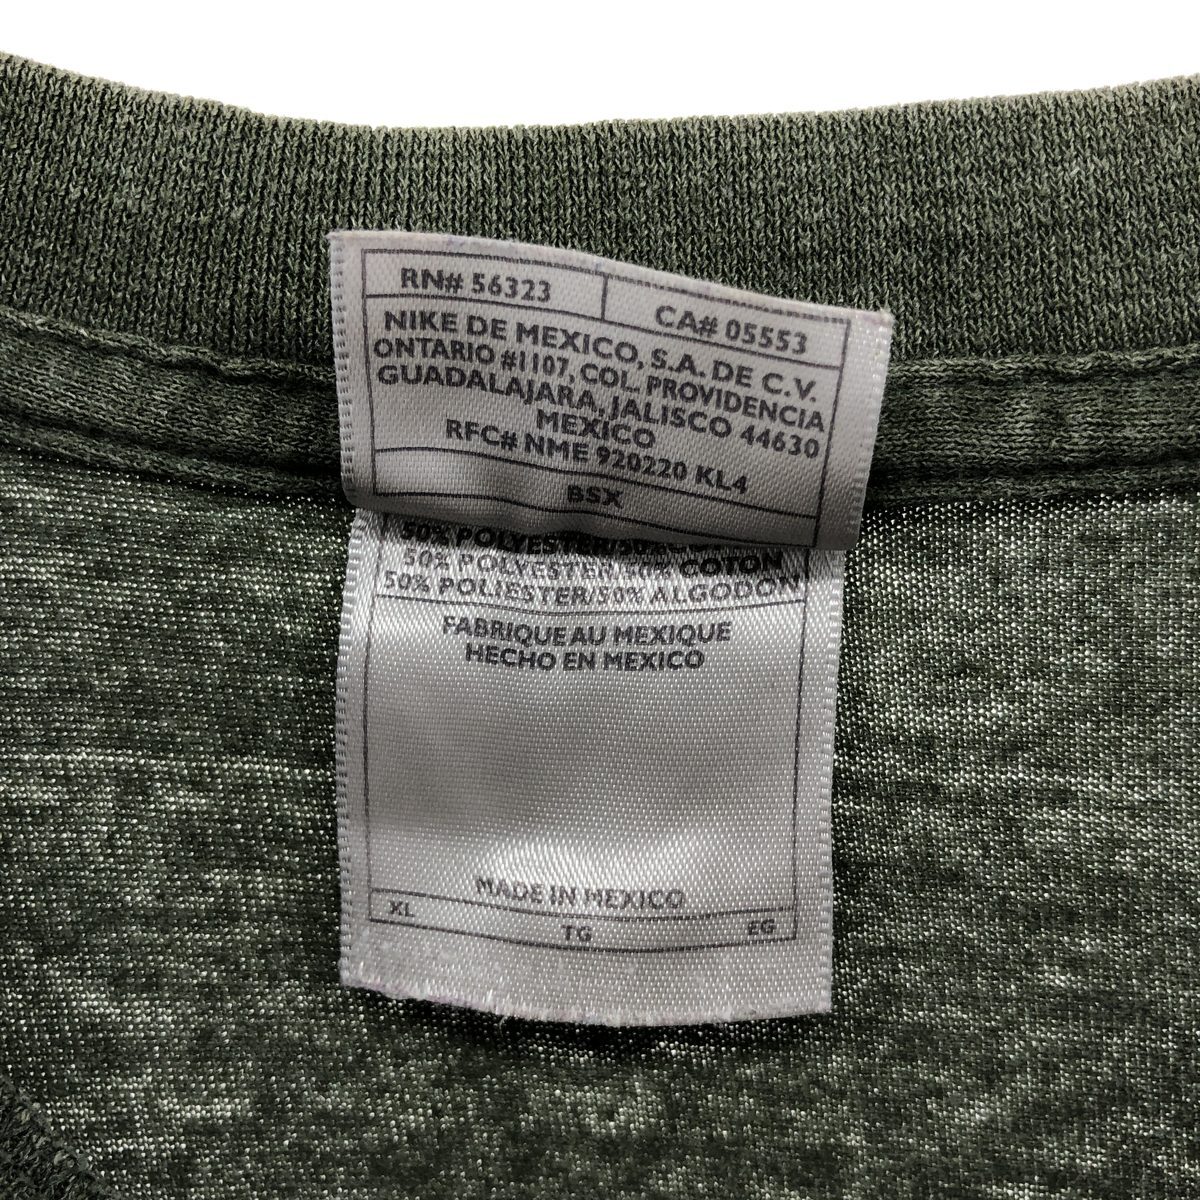 RN# 56323
CA# 05553
NIKE DE MEXICO, S.A. DE C.V.
ONTARIO #1107, COL. PROVIDENCIA
GUADALAJARA, JALISCO 44630
MEXICO
RFC# NME 920220 KL4
BSX
50% POLYESTER/50%
50% POLYESTER/50% COTON
50% POLIESTER/50% ALGODON
FABRIQUE AU MEXIQUE
HECHO EN MEXICO
MADE IN MEXICO
XL TG EG